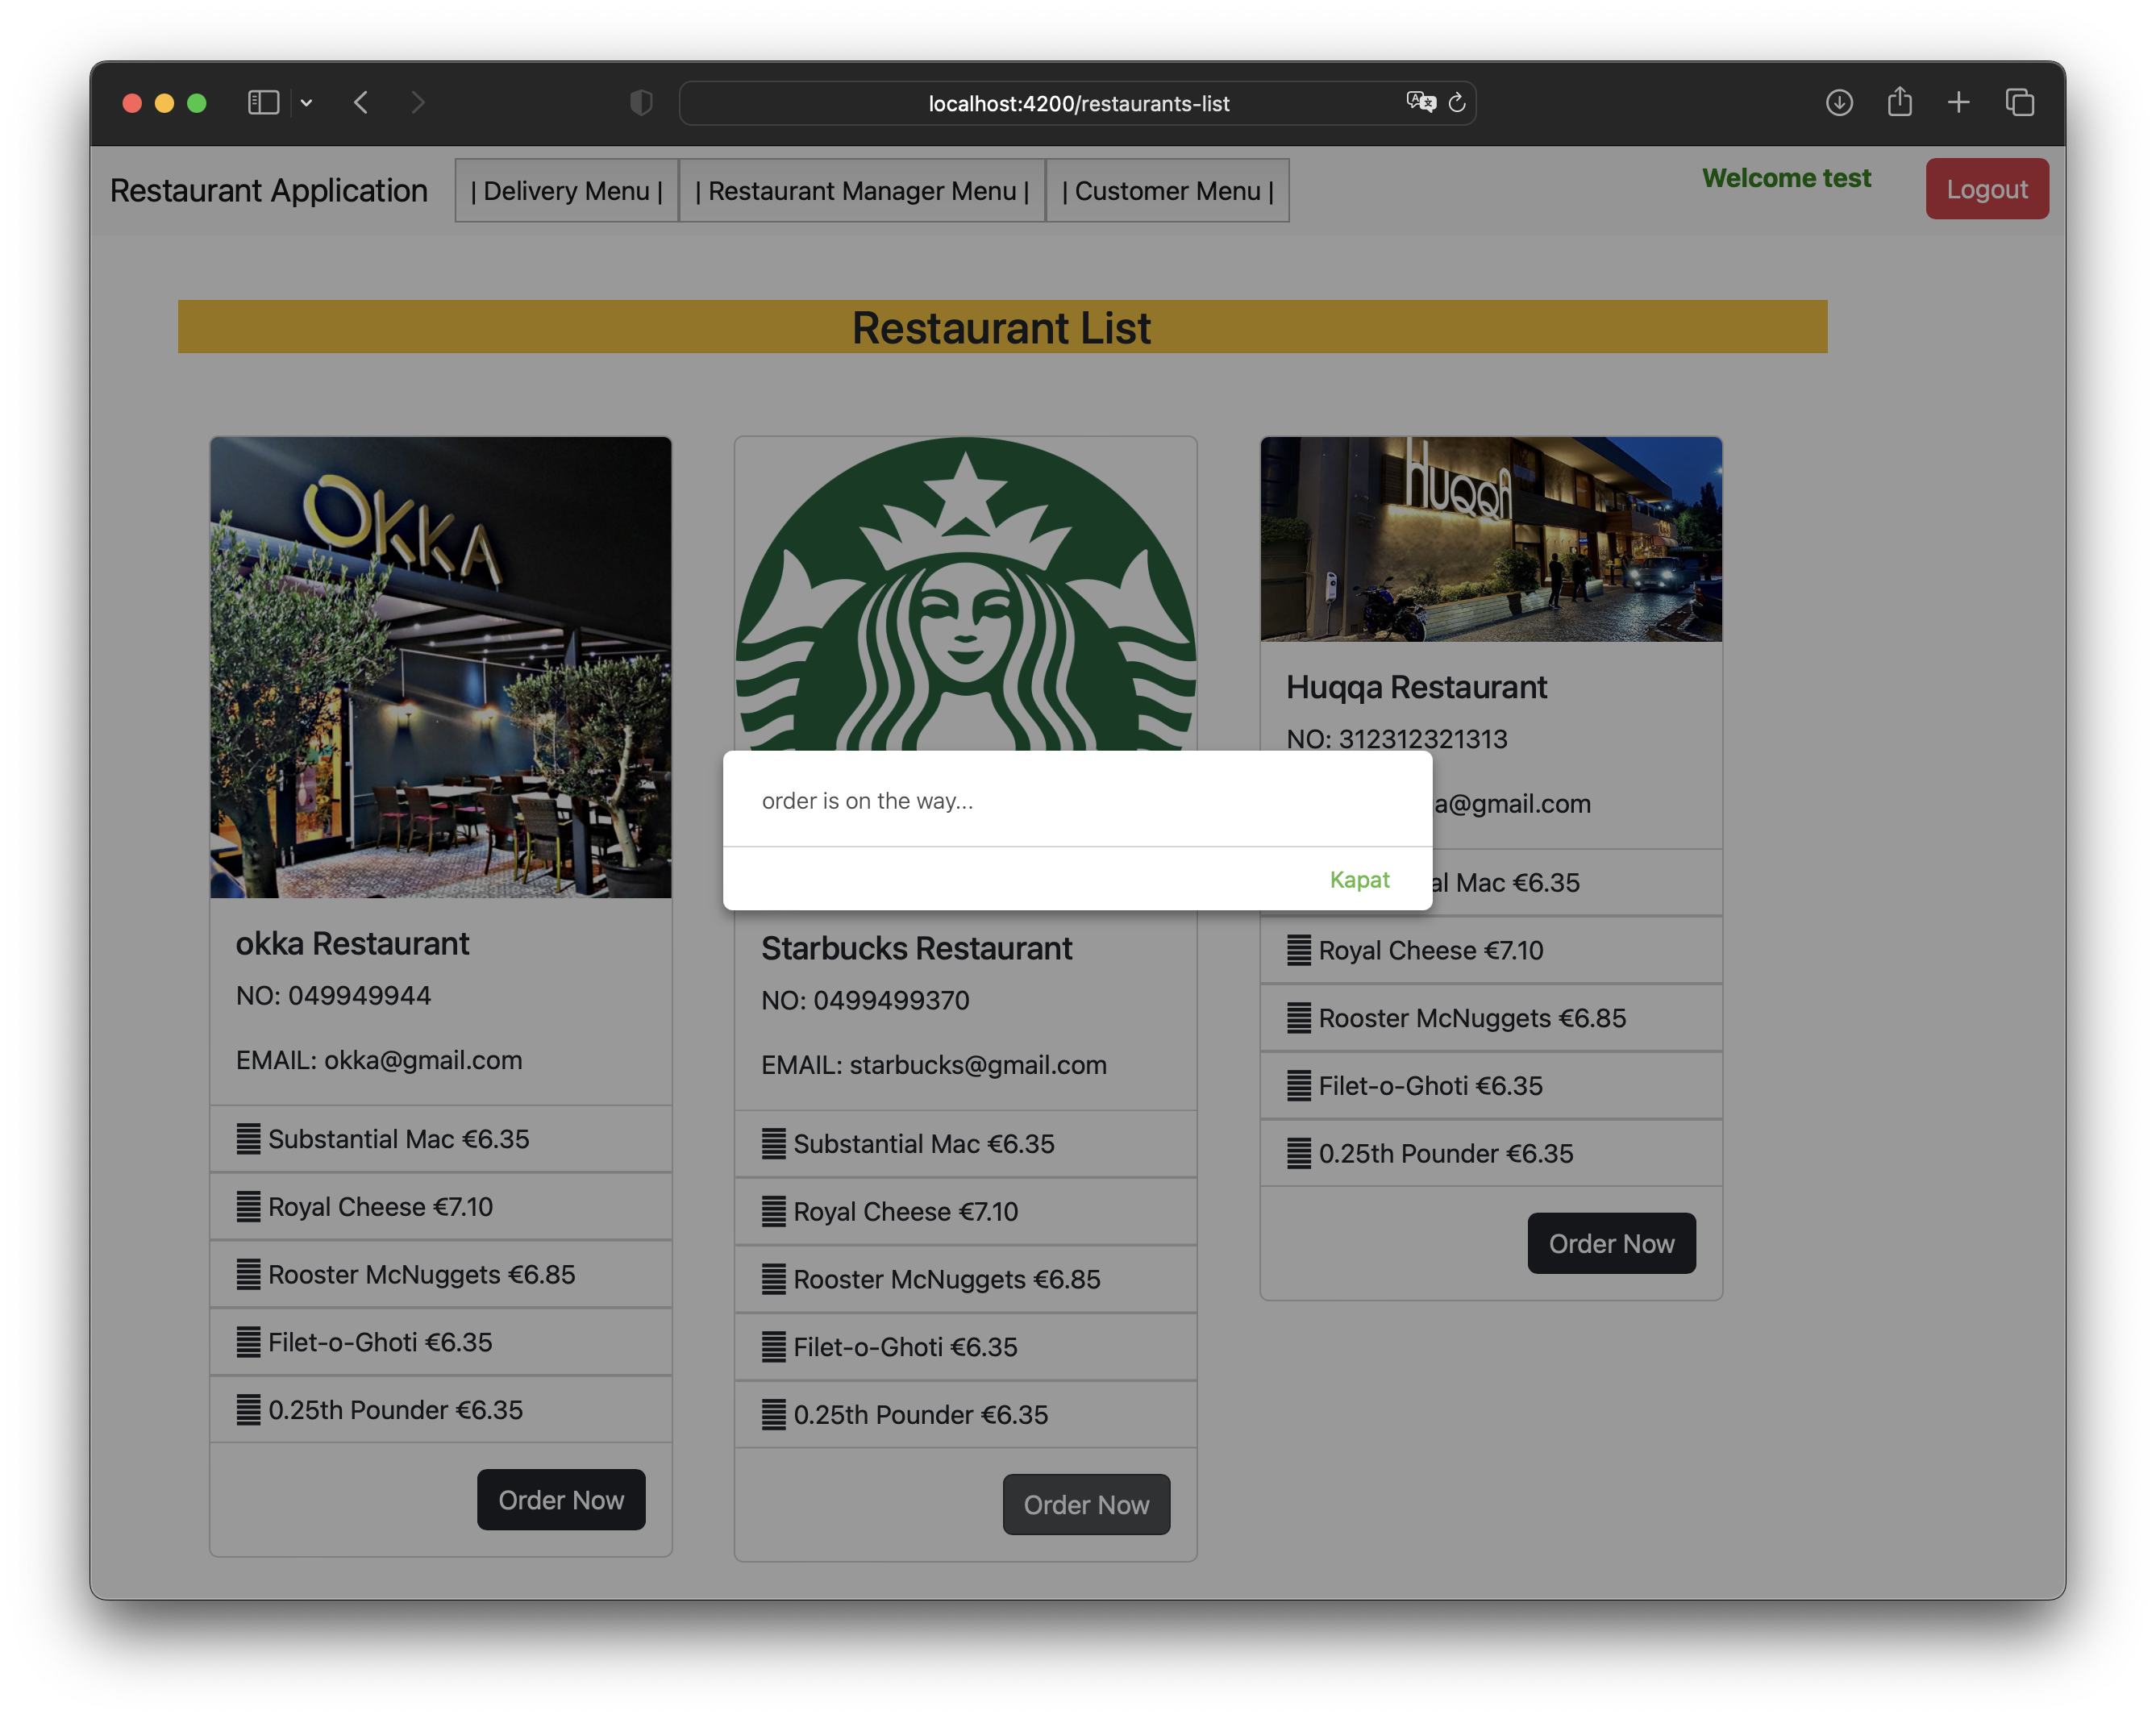 localhost:4200/restaurants-list
Restaurant Application
| Delivery Menu |
| Restaurant Manager Menu |
| Customer Menu |
Welcome test
Logout
Restaurant List
OKKA
okka Restaurant
NO: 049949944
EMAIL: okka@gmail.com
Substantial Mac €6.35
Royal Cheese €7.10
Rooster McNuggets €6.85
Filet-o-Ghoti €6.35
0.25th Pounder €6.35
Order Now
Starbucks Restaurant
NO: 0499499370
EMAIL: starbucks@gmail.com
Substantial Mac €6.35
Royal Cheese €7.10
Rooster McNuggets €6.85
Filet-o-Ghoti €6.35
0.25th Pounder €6.35
Order Now
HUQQA
Huqqa Restaurant
NO: 312312321313
a@gmail.com
al Mac €6.35
Royal Cheese €7.10
Rooster McNuggets €6.85
Filet-o-Ghoti €6.35
0.25th Pounder €6.35
Order Now
order is on the way...
Kapat